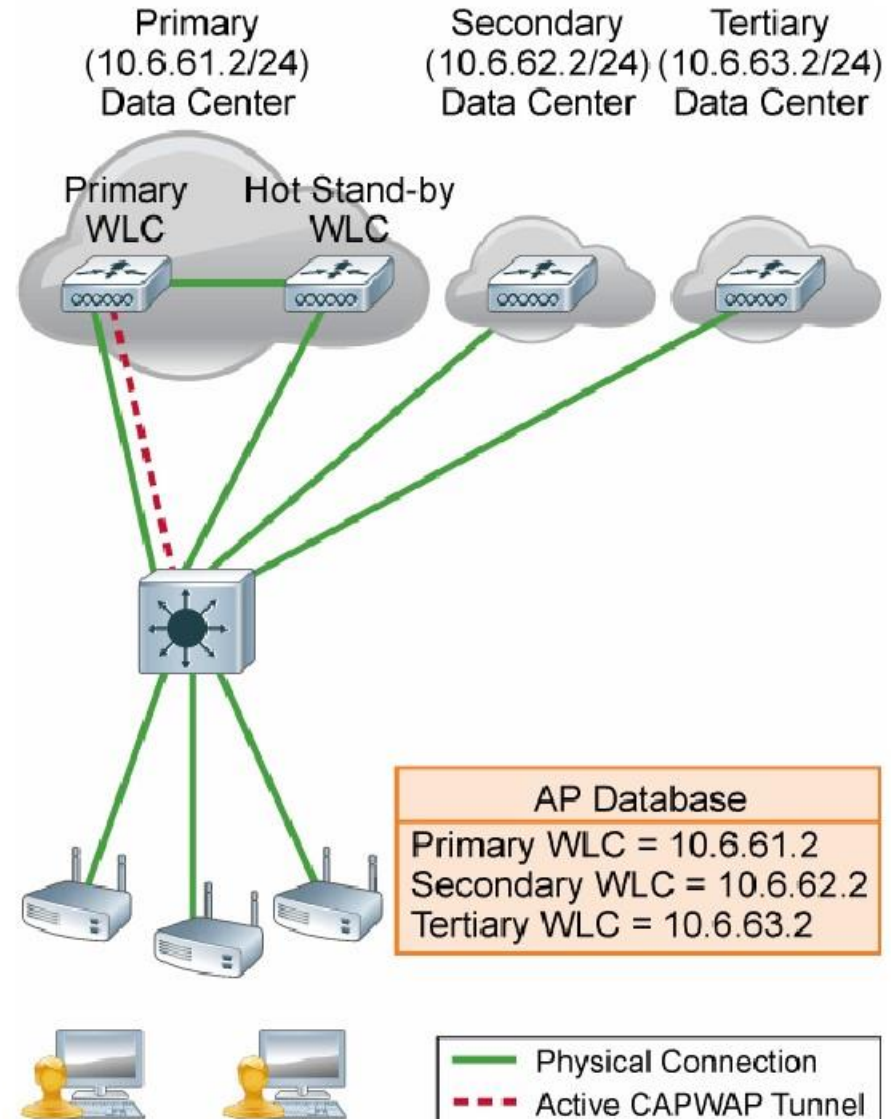 Primary
(10.6.61.2/24)
Data Center
Secondary
(10.6.62.2/24)
Data Center
Tertiary
(10.6.63.2/24)
Data Center
Primary
WLC
Hot Stand-by
WLC
AP Database
Primary WLC = 10.6.61.2
Secondary WLC = 10.6.62.2
Tertiary WLC = 10.6.63.2
Physical Connection
Active CAPWAP Tunnel